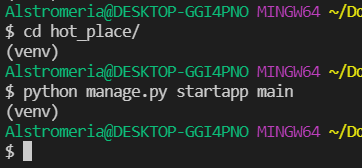 Alstromeria@DESKTOP-GGI4PNO MINGW64 ~/Do
$ cd hot_place/
(venv)
Alstromeria@DESKTOP-GGI4PNO MINGW64 ~/Do
$ python manage.py startapp main
(venv)
Alstromeria@DESKTOP-GGI4PNO MINGW64 ~/Do
$